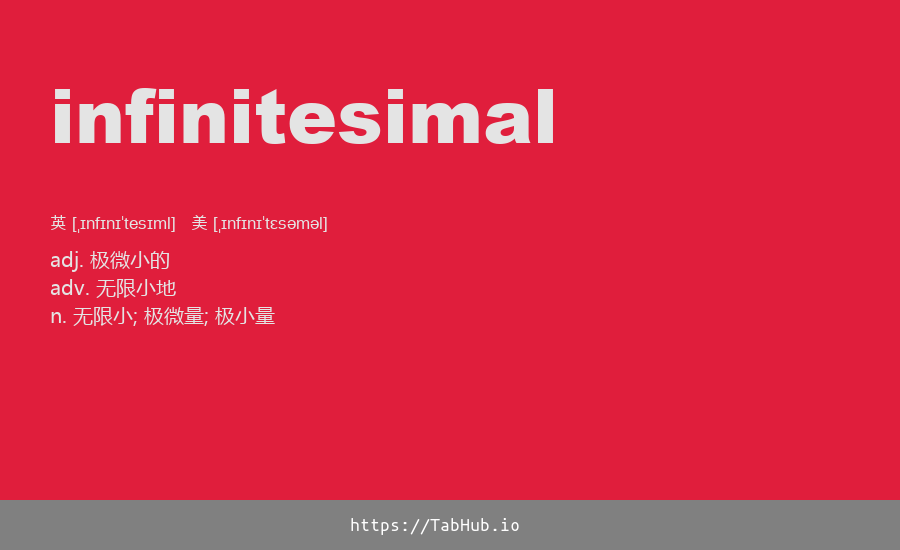 infinitesimal
英 [ˌɪnfɪnɪˈtesɪml] 美 [ˌɪnfɪnɪˈtɛsəməl]
adj. 极微小的
adv. 无限小地
n. 无限小; 极微量; 极小量
https://TabHub.io